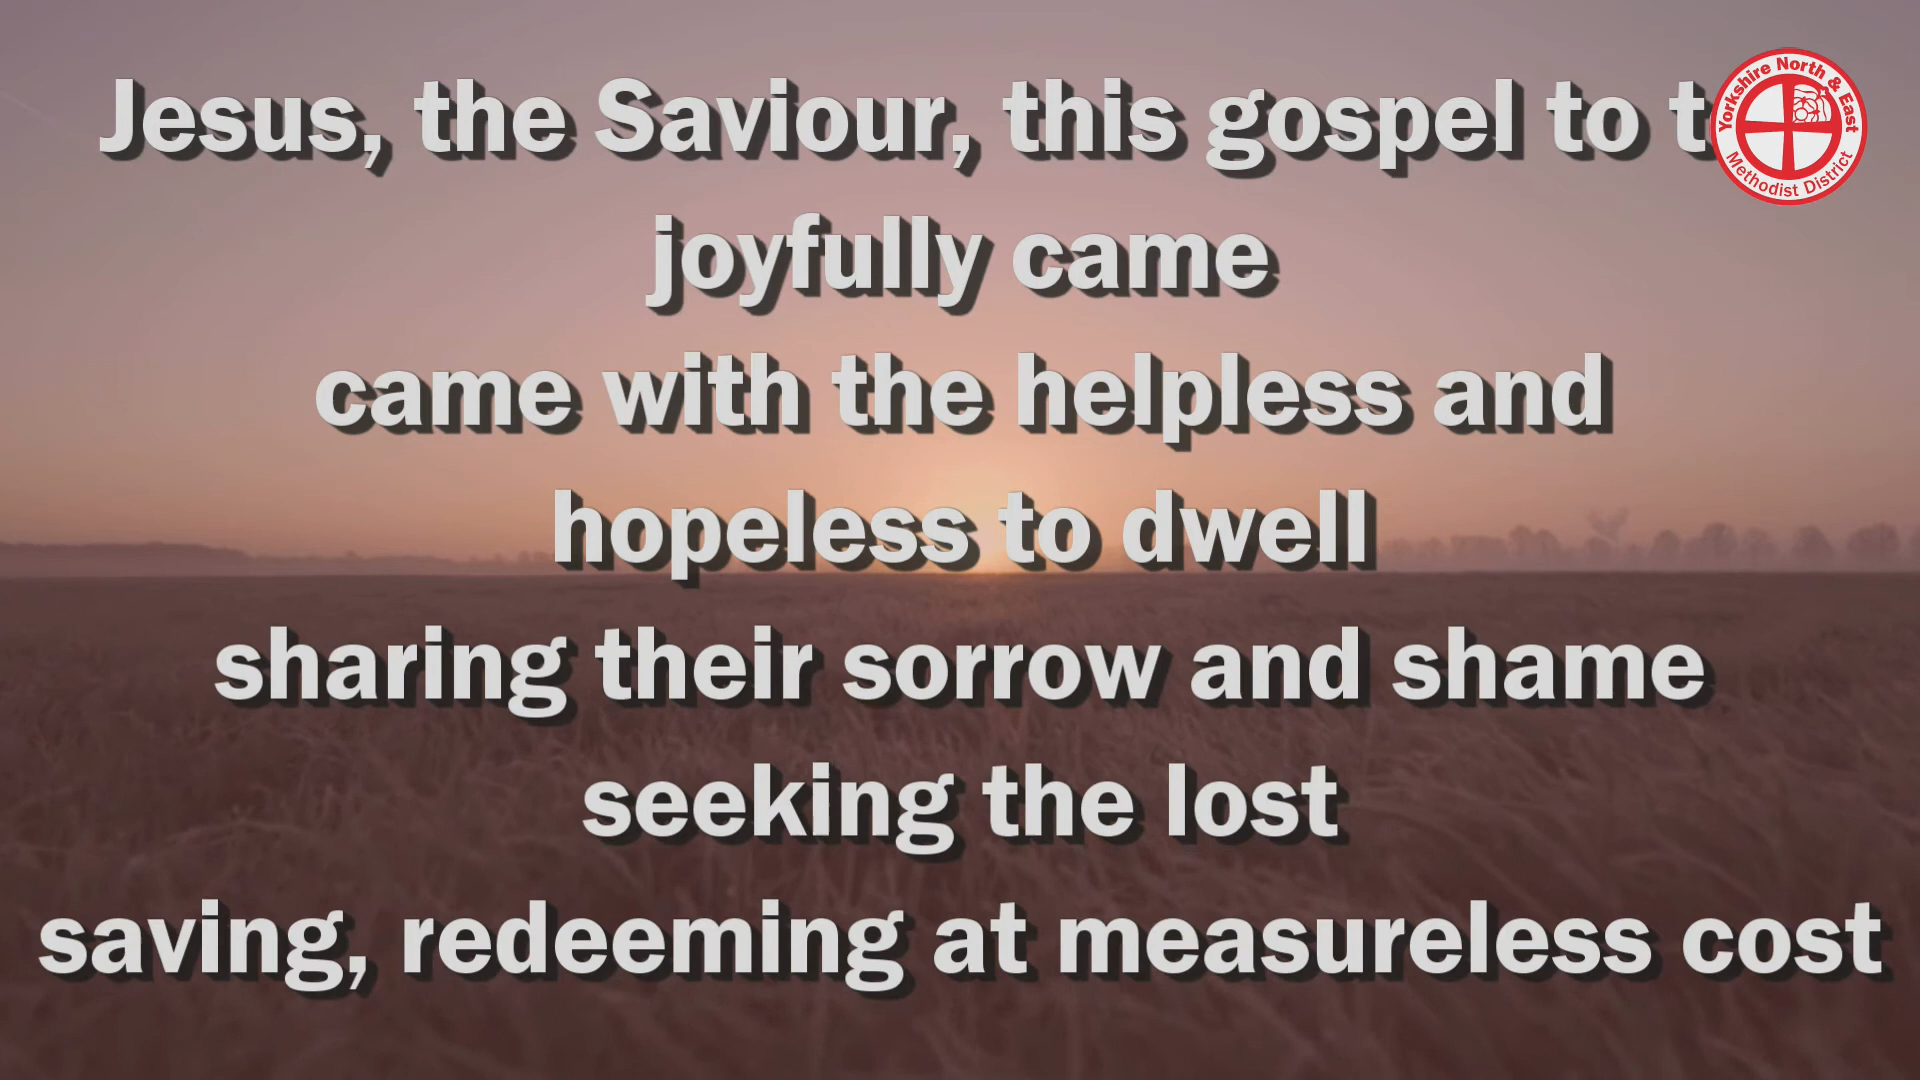 Jesus, the Saviour, this gospel to t
joyfully came
came with the helpless and
hopeless to dwell
sharing their sorrow and shame
seeking the lost
saving, redeeming at measureless cost
Yorkshire North & East
Methodist District